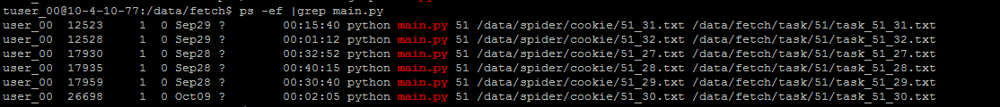 tuser_00@10-4-10-77:/data/fetch$ ps -ef |grep main.py
user_00 12523 1 0 Sep29 ? 00:15:40 python main.py 51 /data/spider/cookie/51_31.txt /data/fetch/task/51/task_51_31.txt
user_00 12528 1 0 Sep29 ? 00:01:12 python main.py 51 /data/spider/cookie/51_32.txt /data/fetch/task/51/task_51_32.txt
user_00 17930 1 0 Sep28 ? 00:32:52 python main.py 51 /data/spider/cookie/51_27.txt /data/fetch/task/51/task_51_27.txt
user_00 17935 1 0 Sep28 ? 00:40:15 python main.py 51 /data/spider/cookie/51_28.txt /data/fetch/task/51/task_51_28.txt
user_00 17959 1 0 Sep28 ? 00:30:40 python main.py 51 /data/spider/cookie/51_29.txt /data/fetch/task/51/task_51_29.txt
user_00 26698 1 0 Oct09 ? 00:02:05 python main.py 51 /data/spider/cookie/51_30.txt /data/fetch/task/51/task_51_30.txt